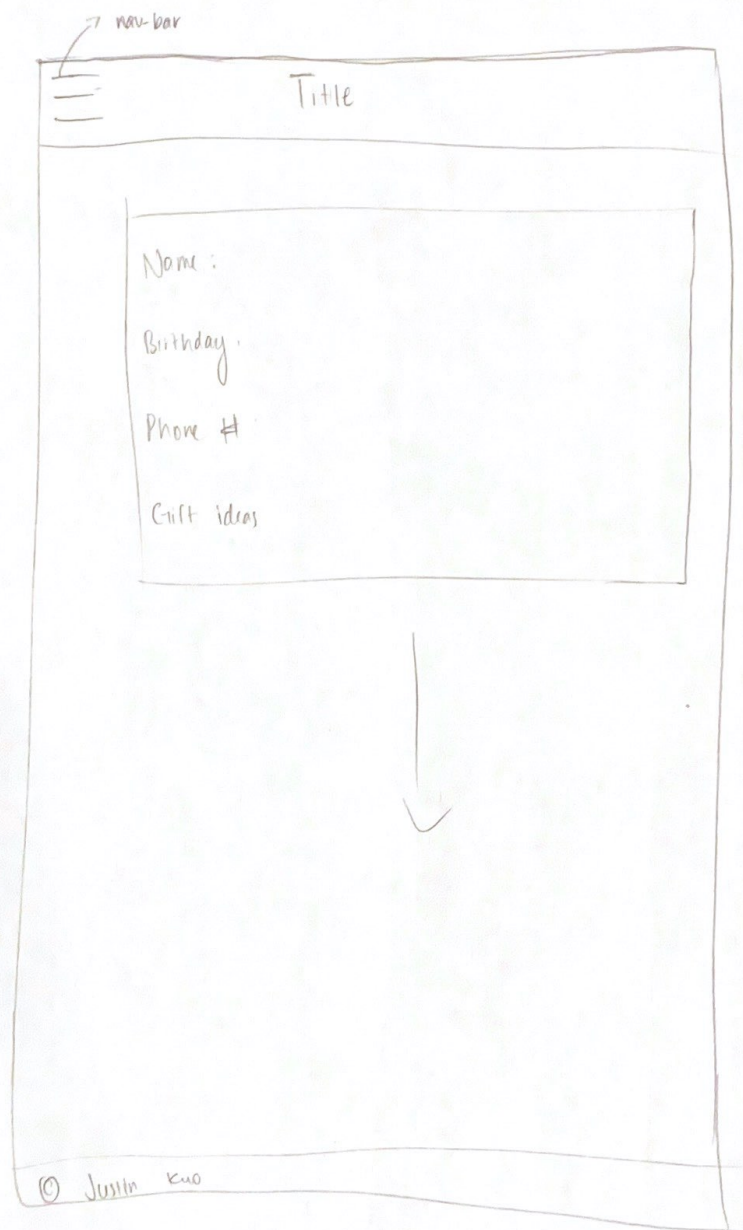 nav-bar
Title
Name :
Birthday :
Phone #
Gift ideas
© Justin Kuo